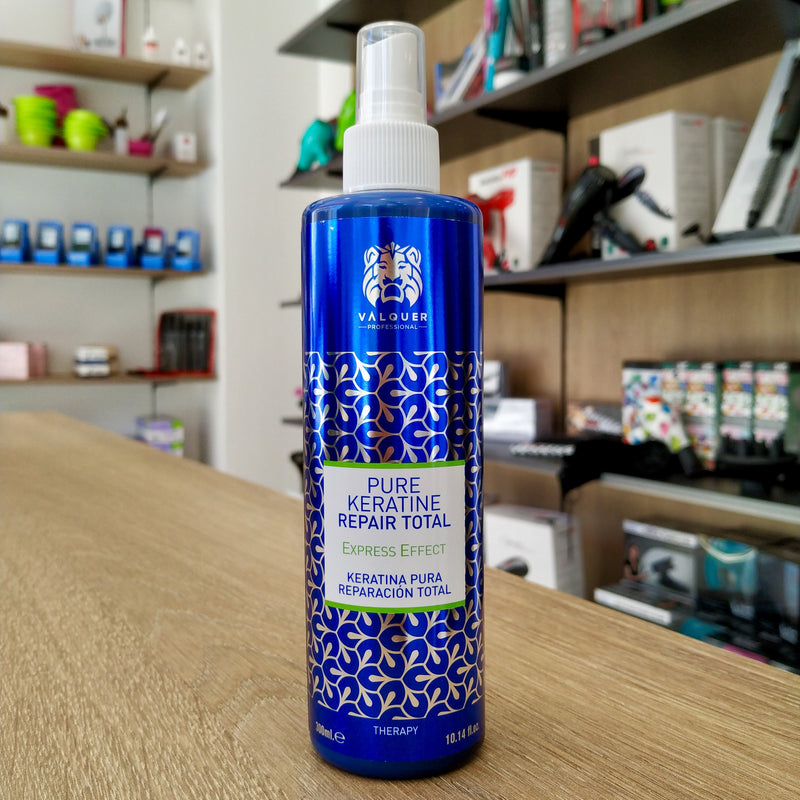 VALQUER
PROFESSIONAL
PURE
KERATINE
REPAIR TOTAL
EXPRESS EFFECT
KERATINA PURA
REPARACIÓN TOTAL
300ml. ℮
THERAPY
10.14 fl.oz.